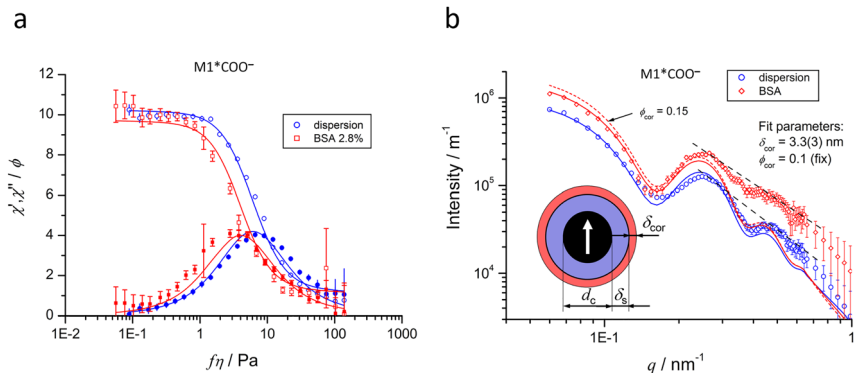 a
M1*COO⁻
12
10
8
6
4
2
0
χ', χ'' / ϕ
dispersion
BSA 2.8%
1E-2 0.1 1 10 100 1000
fη / Pa
b
M1*COO⁻
10⁶
10⁵
10⁴
Intensity / m⁻¹
dispersion
BSA
ϕcor = 0.15
Fit parameters:
δcor = 3.3(3) nm
ϕcor = 0.1 (fix)
δcor
dc δs
1E-1 1
q / nm⁻¹